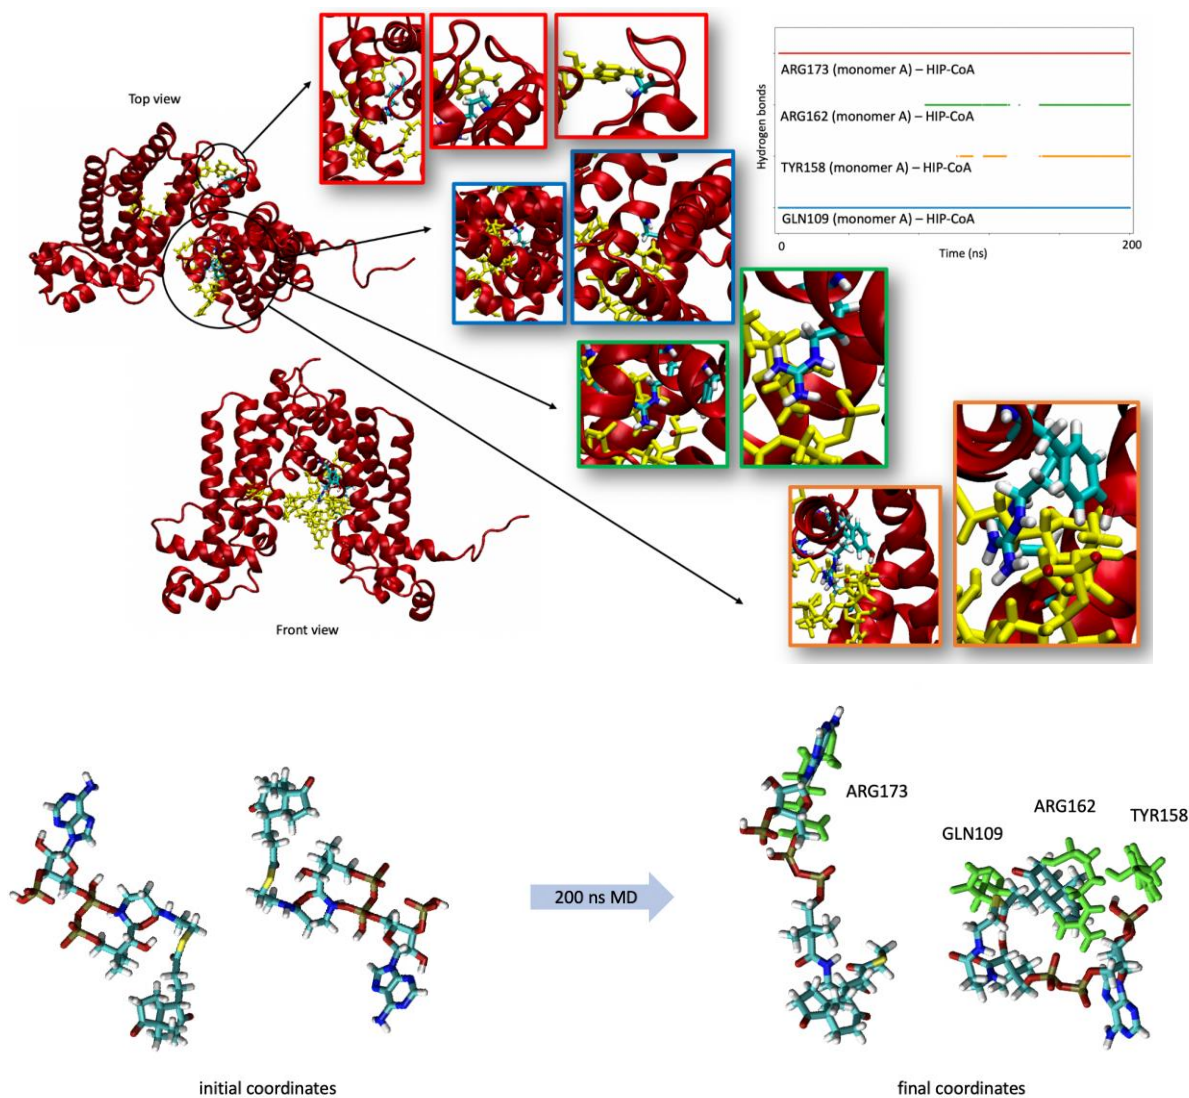 Top view
Hydrogen bonds
ARG173 (monomer A) – HIP-CoA
ARG162 (monomer A) – HIP-CoA
TYR158 (monomer A) – HIP-CoA
GLN109 (monomer A) – HIP-CoA
0
200
Time (ns)
Front view
ARG173
ARG162
TYR158
GLN109
200 ns MD
initial coordinates
final coordinates